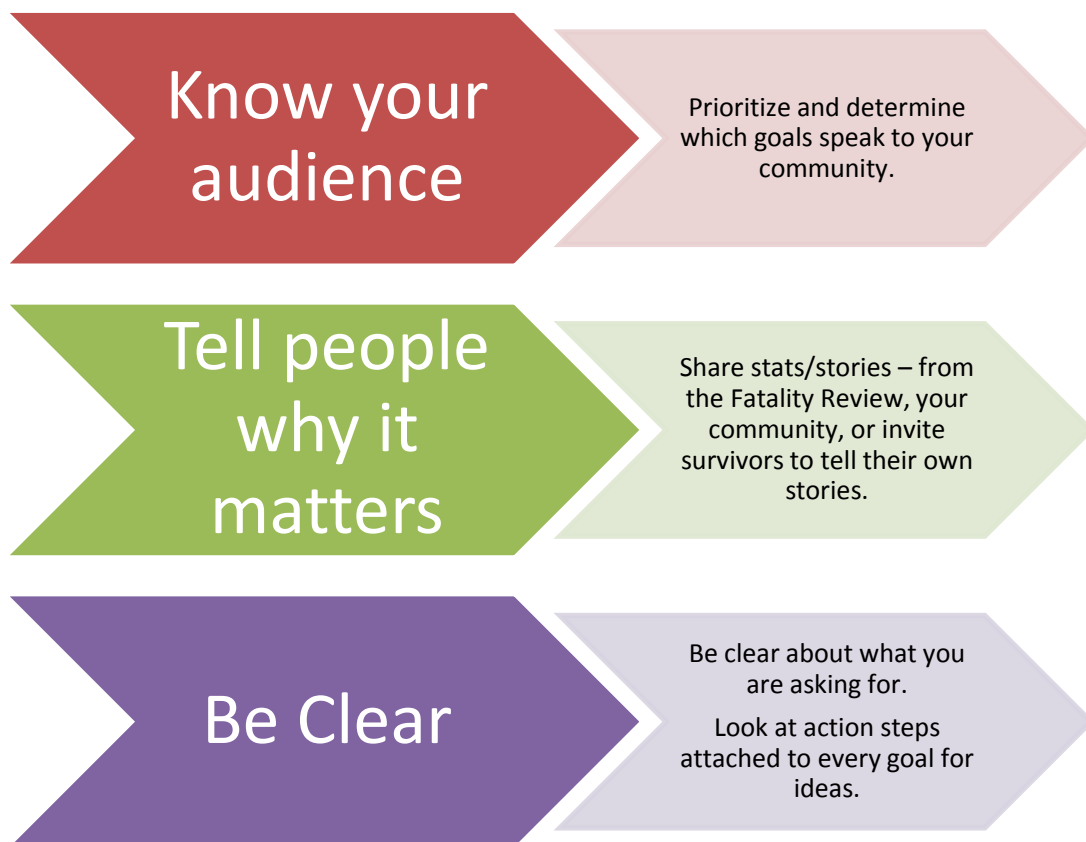 Know your
audience
Prioritize and determine
which goals speak to your
community.
Tell people
why it
matters
Share stats/stories – from
the Fatality Review, your
community, or invite
survivors to tell their own
stories.
Be Clear
Be clear about what you
are asking for.
Look at action steps
attached to every goal for
ideas.